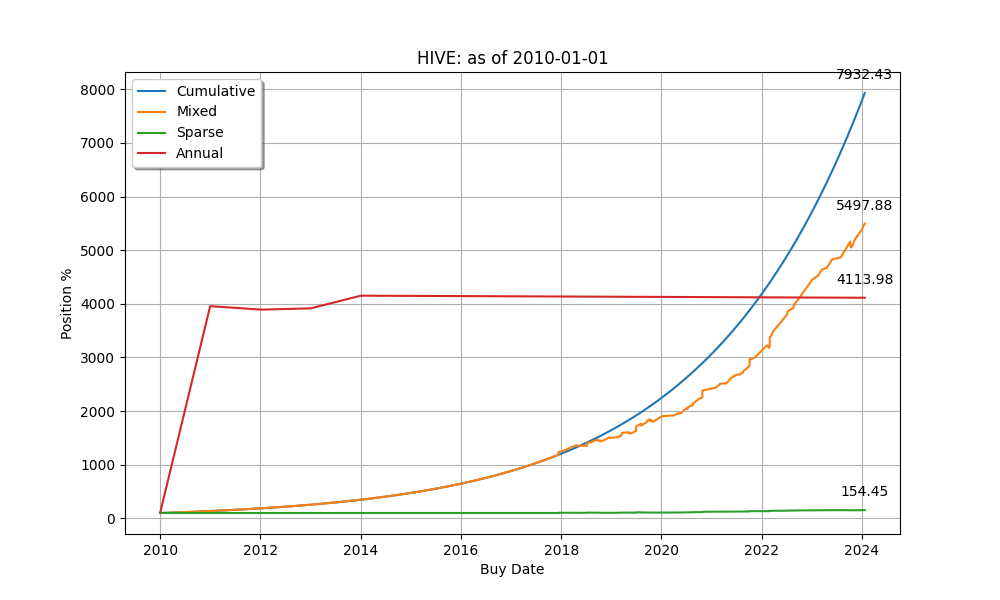 HIVE: as of 2010-01-01
7932.43
5497.88
4113.98
154.45
Cumulative
Mixed
Sparse
Annual
Position %
8000
7000
6000
5000
4000
3000
2000
1000
0
2010 2012 2014 2016 2018 2020 2022 2024
Buy Date